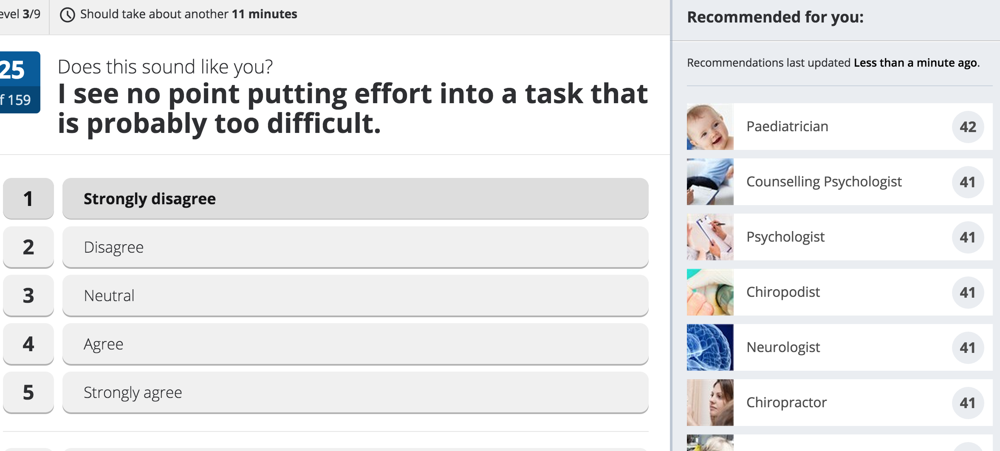 evel 3/9
Should take about another 11 minutes
25
f 159
Does this sound like you?
I see no point putting effort into a task that
is probably too difficult.
1
Strongly disagree
2
Disagree
3
Neutral
4
Agree
5
Strongly agree
Recommended for you:
Recommendations last updated Less than a minute ago.
Paediatrician
42
Counselling Psychologist
41
Psychologist
41
Chiropodist
41
Neurologist
41
Chiropractor
41